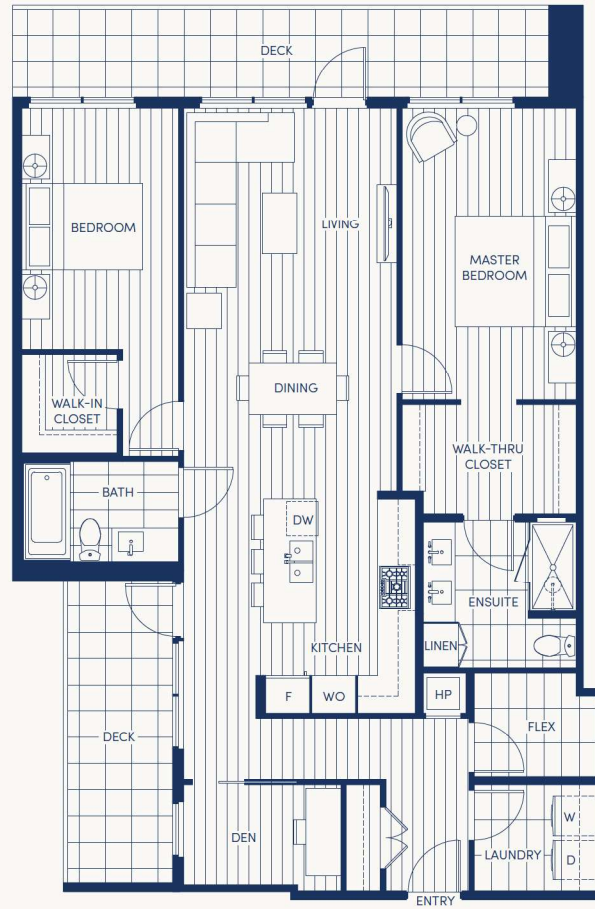 DECK
BEDROOM
LIVING
MASTER
BEDROOM
DINING
WALK-IN
CLOSET
WALK-THRU
CLOSET
BATH
DW
ENSUITE
LINEN
KITCHEN
F
WO
HP
FLEX
DECK
DEN
W
LAUNDRY
D
ENTRY